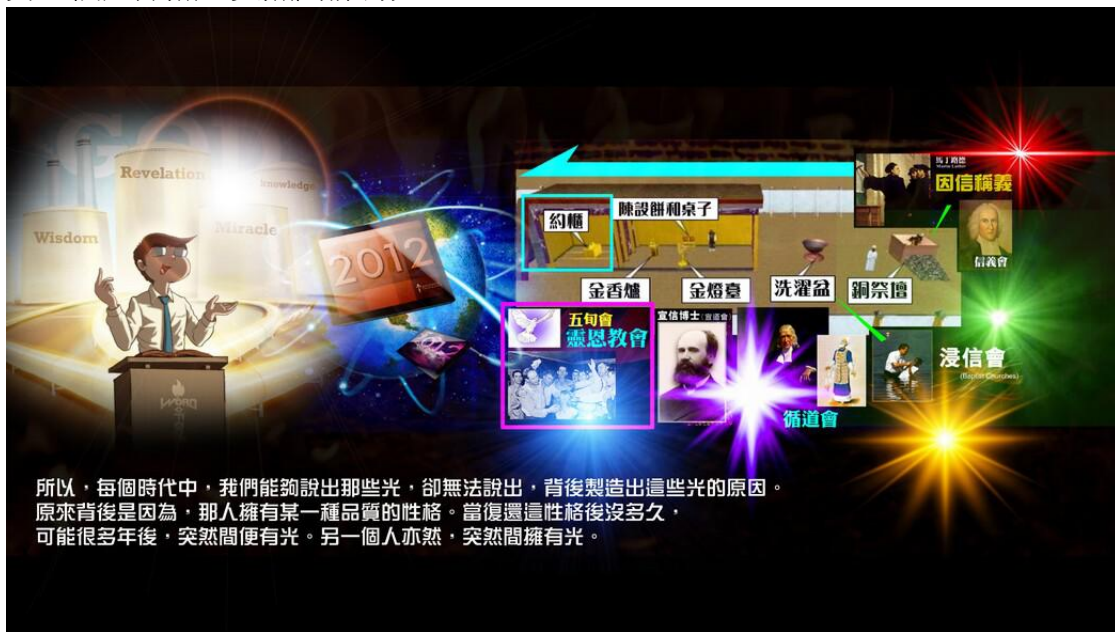 Revelation
knowledge
Wisdom
Miracle
2012
馬丁路德
因信稱義
信義會
約櫃
陳設餅和桌子
金香爐
金燈臺
洗濯盆
銅祭壇
五旬會
靈恩教會
宣信博士(宣道會)
循道會
浸信會
(Baptist Churches)
所以，每個時代中，我們能夠說出那些光，卻無法說出，背後製造出這些光的原因。
原來背後是因為，那人擁有某一種品質的性格。當復還這性格後沒多久，
可能很多年後，突然間便有光。另一個人亦然，突然間擁有光。